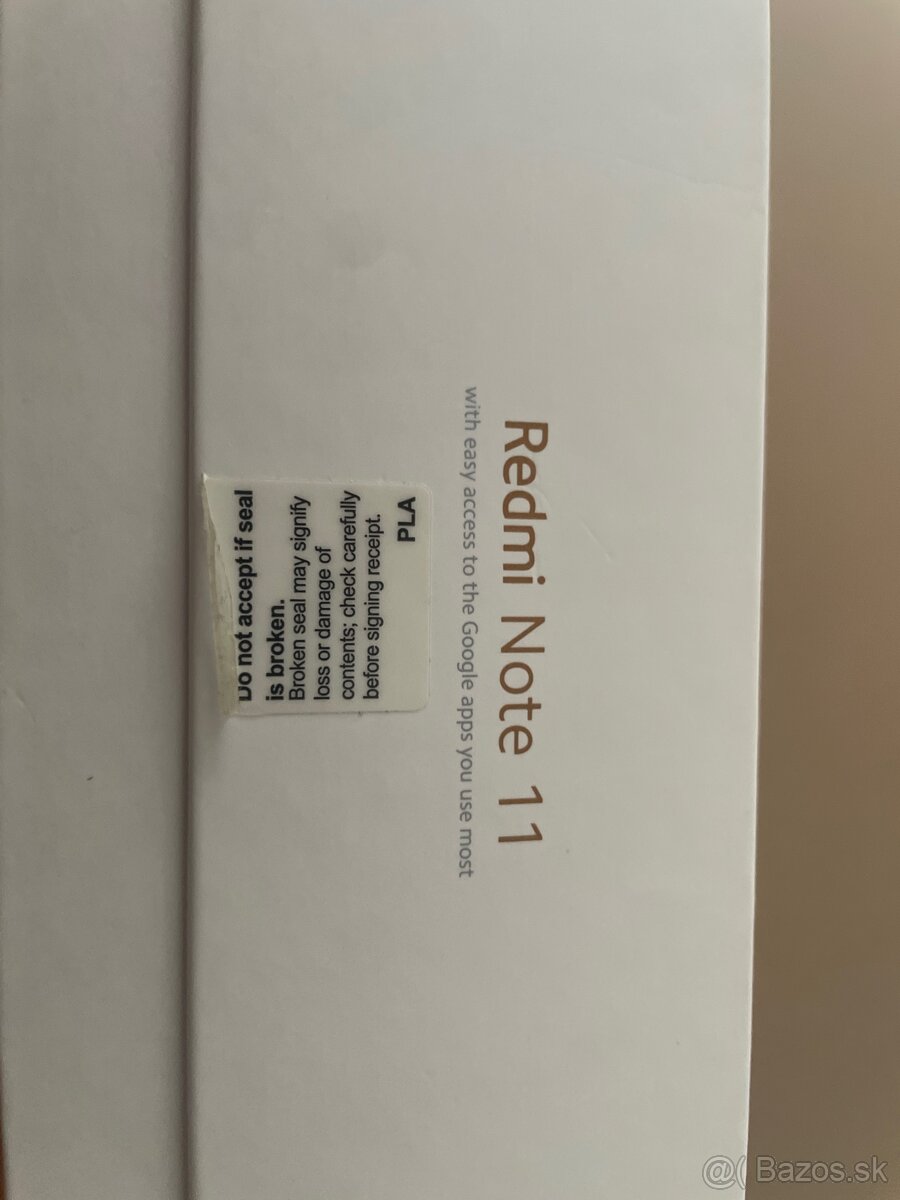 Redmi Note 11
with easy access to the Google apps you use most
Do not accept if seal
is broken.
Broken seal may signify
loss or damage of
contents; check carefully
before signing receipt.
PLA
@( Bazos.sk